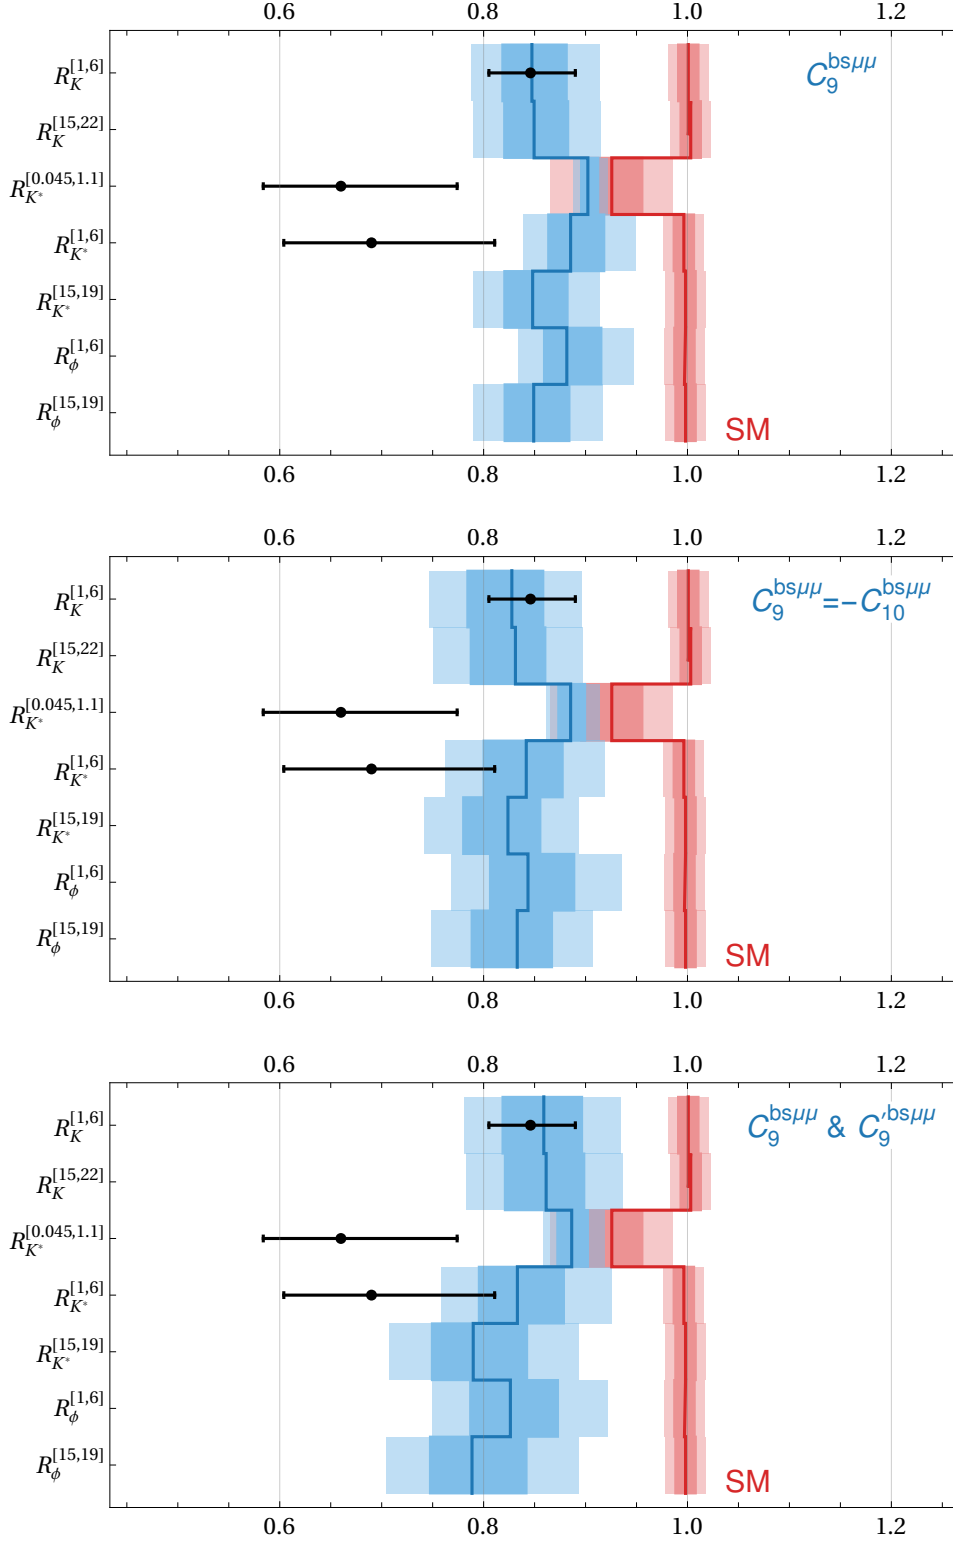 0.6 0.8 1.0 1.2
R_K^[1,6]
C_9^bsμμ
R_K^[15,22]
R_K*^[0.045,1.1]
R_K*^[1,6]
R_K*^[15,19]
R_ϕ^[1,6]
R_ϕ^[15,19]
SM
0.6 0.8 1.0 1.2
0.6 0.8 1.0 1.2
R_K^[1,6]
C_9^bsμμ=−C_10^bsμμ
R_K^[15,22]
R_K*^[0.045,1.1]
R_K*^[1,6]
R_K*^[15,19]
R_ϕ^[1,6]
R_ϕ^[15,19]
SM
0.6 0.8 1.0 1.2
0.6 0.8 1.0 1.2
R_K^[1,6]
C_9^bsμμ & C_9^′bsμμ
R_K^[15,22]
R_K*^[0.045,1.1]
R_K*^[1,6]
R_K*^[15,19]
R_ϕ^[1,6]
R_ϕ^[15,19]
SM
0.6 0.8 1.0 1.2